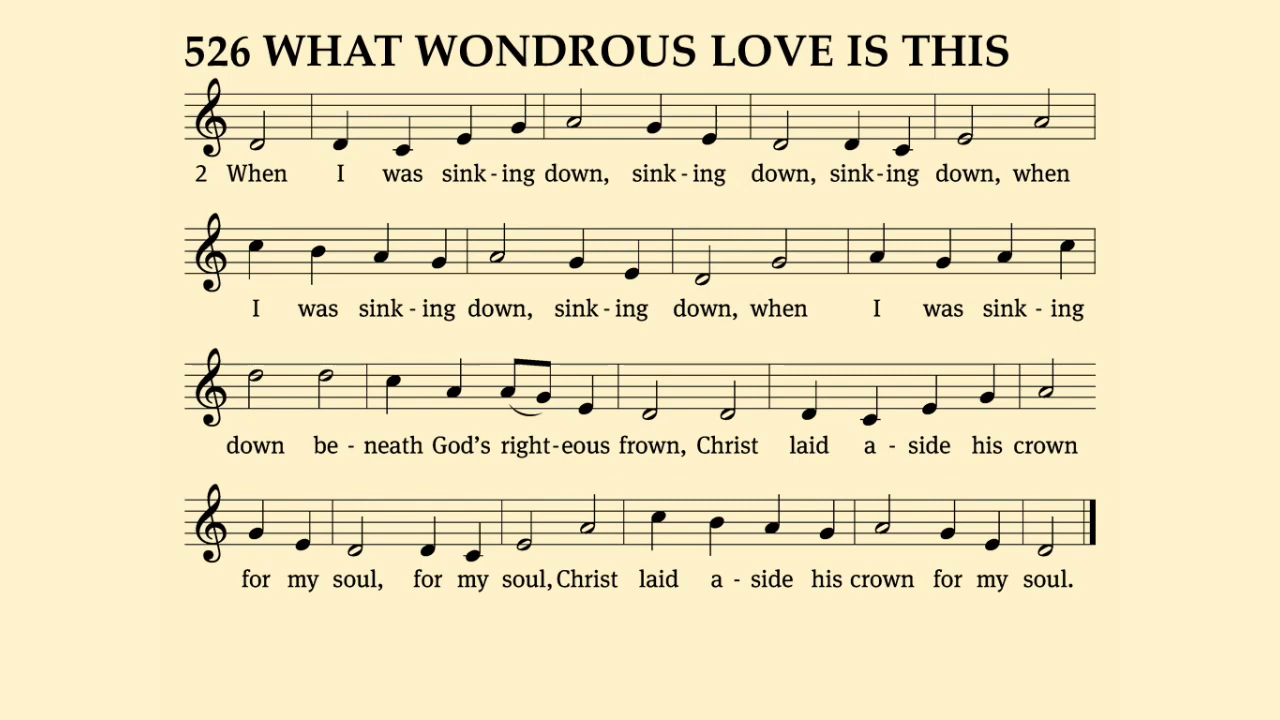 526 WHAT WONDROUS LOVE IS THIS
2 When I was sink - ing down, sink - ing down, sink - ing down, when
I was sink - ing down, sink - ing down, when I was sink - ing
down be - neath God’s right - eous frown, Christ laid a - side his crown
for my soul, for my soul, Christ laid a - side his crown for my soul.